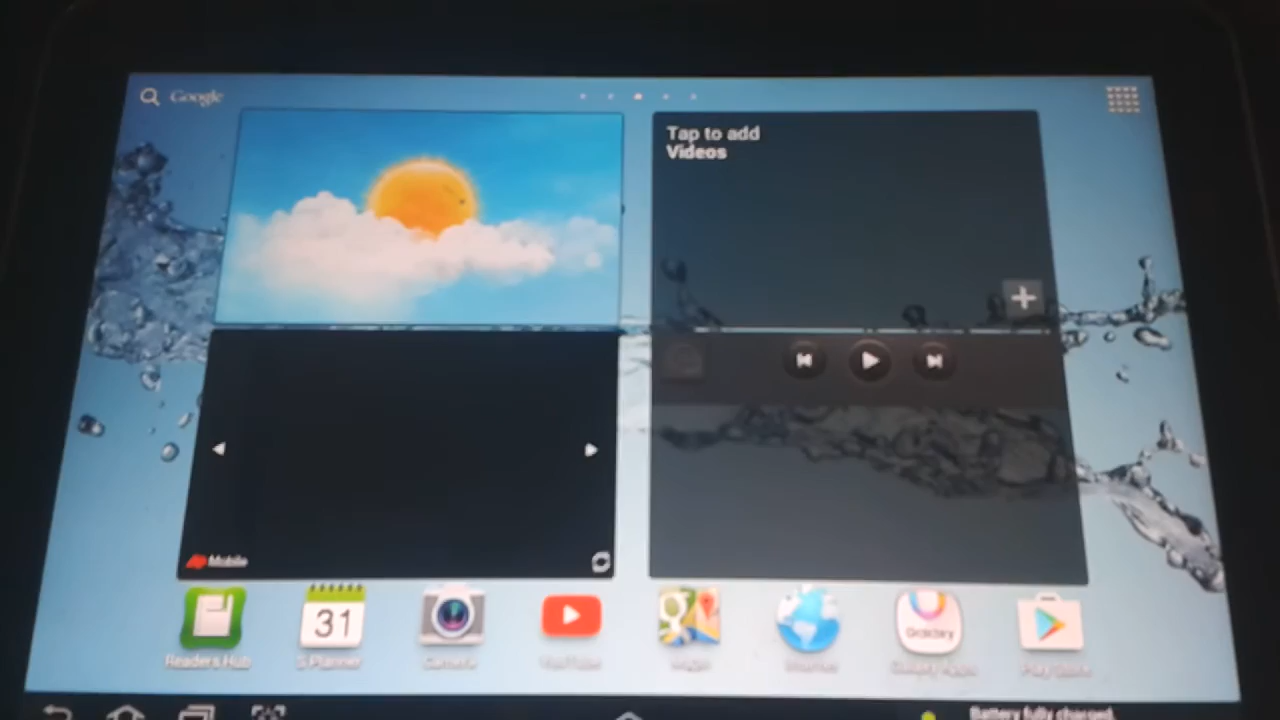 Google
Tap to add
Videos
Mobile
Readers Hub
31
S Planner
Camera
YouTube
Maps
Internet
Galaxy
Galaxy Apps
Play Store
Battery fully charged.